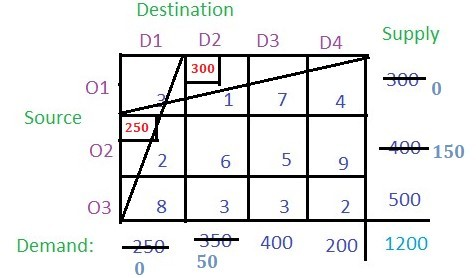 Destination
D1 D2 D3 D4 Supply
300
O1 3 1 7 4 300 0
Source
250
O2 2 6 5 9 400 150
O3 8 3 3 2 500
Demand: 250 350 400 200 1200
0 50